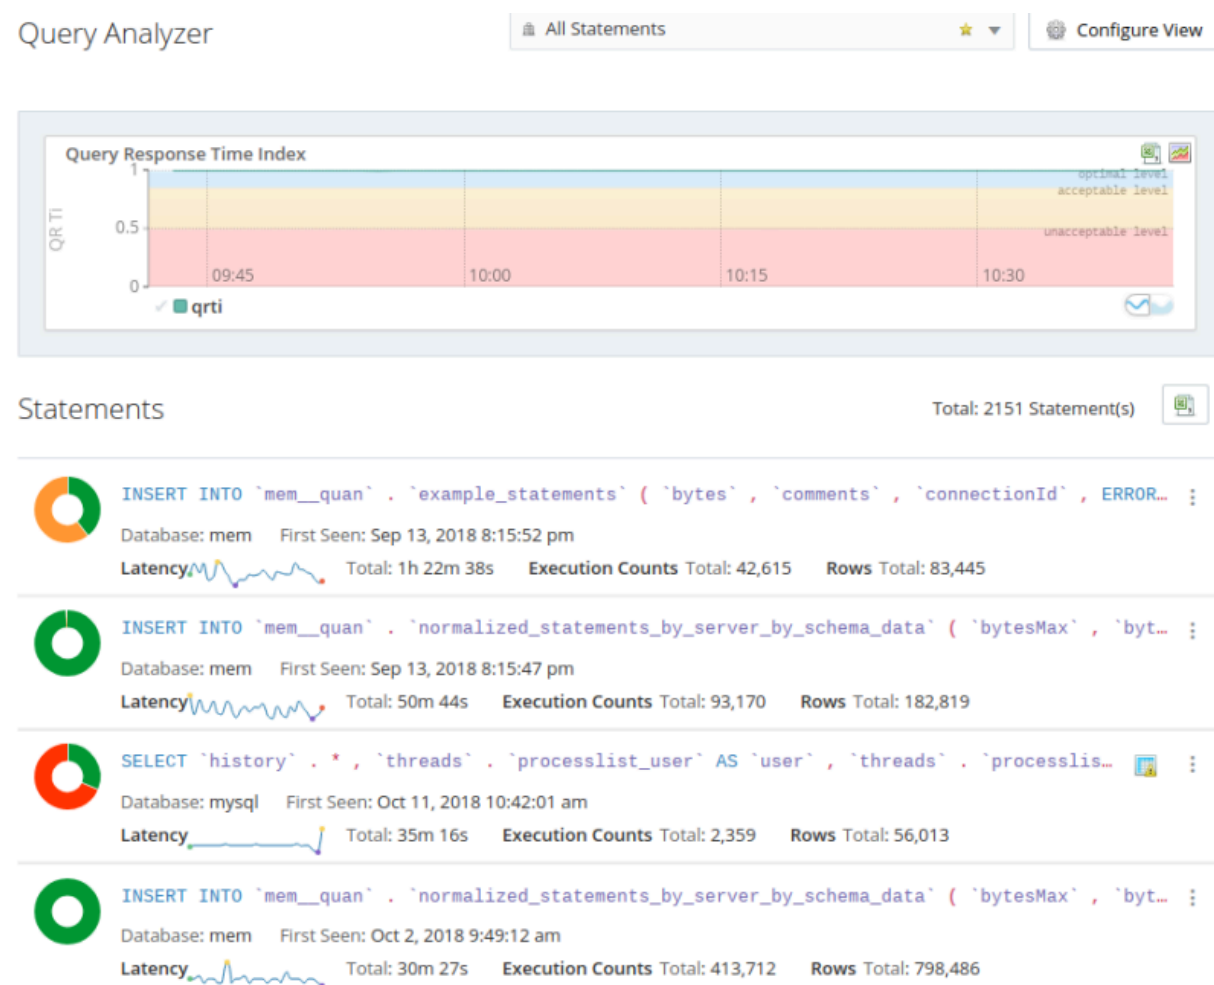 Query Analyzer
All Statements
Configure View
Query Response Time Index
1
optimal level
acceptable level
QR Ti
0.5
unacceptable level
09:45 10:00 10:15 10:30
0
qrti
Statements
Total: 2151 Statement(s)
INSERT INTO `mem__quan` . `example_statements` ( `bytes` , `comments` , `connectionId` , ERROR…
Database: mem First Seen: Sep 13, 2018 8:15:52 pm
Latency Total: 1h 22m 38s Execution Counts Total: 42,615 Rows Total: 83,445
INSERT INTO `mem__quan` . `normalized_statements_by_server_by_schema_data` ( `bytesMax` , `byt…
Database: mem First Seen: Sep 13, 2018 8:15:47 pm
Latency Total: 50m 44s Execution Counts Total: 93,170 Rows Total: 182,819
SELECT `history` . * , `threads` . `processlist_user` AS `user` , `threads` . `processlis…
Database: mysql First Seen: Oct 11, 2018 10:42:01 am
Latency Total: 35m 16s Execution Counts Total: 2,359 Rows Total: 56,013
INSERT INTO `mem__quan` . `normalized_statements_by_server_by_schema_data` ( `bytesMax` , `byt…
Database: mem First Seen: Oct 2, 2018 9:49:12 am
Latency Total: 30m 27s Execution Counts Total: 413,712 Rows Total: 798,486